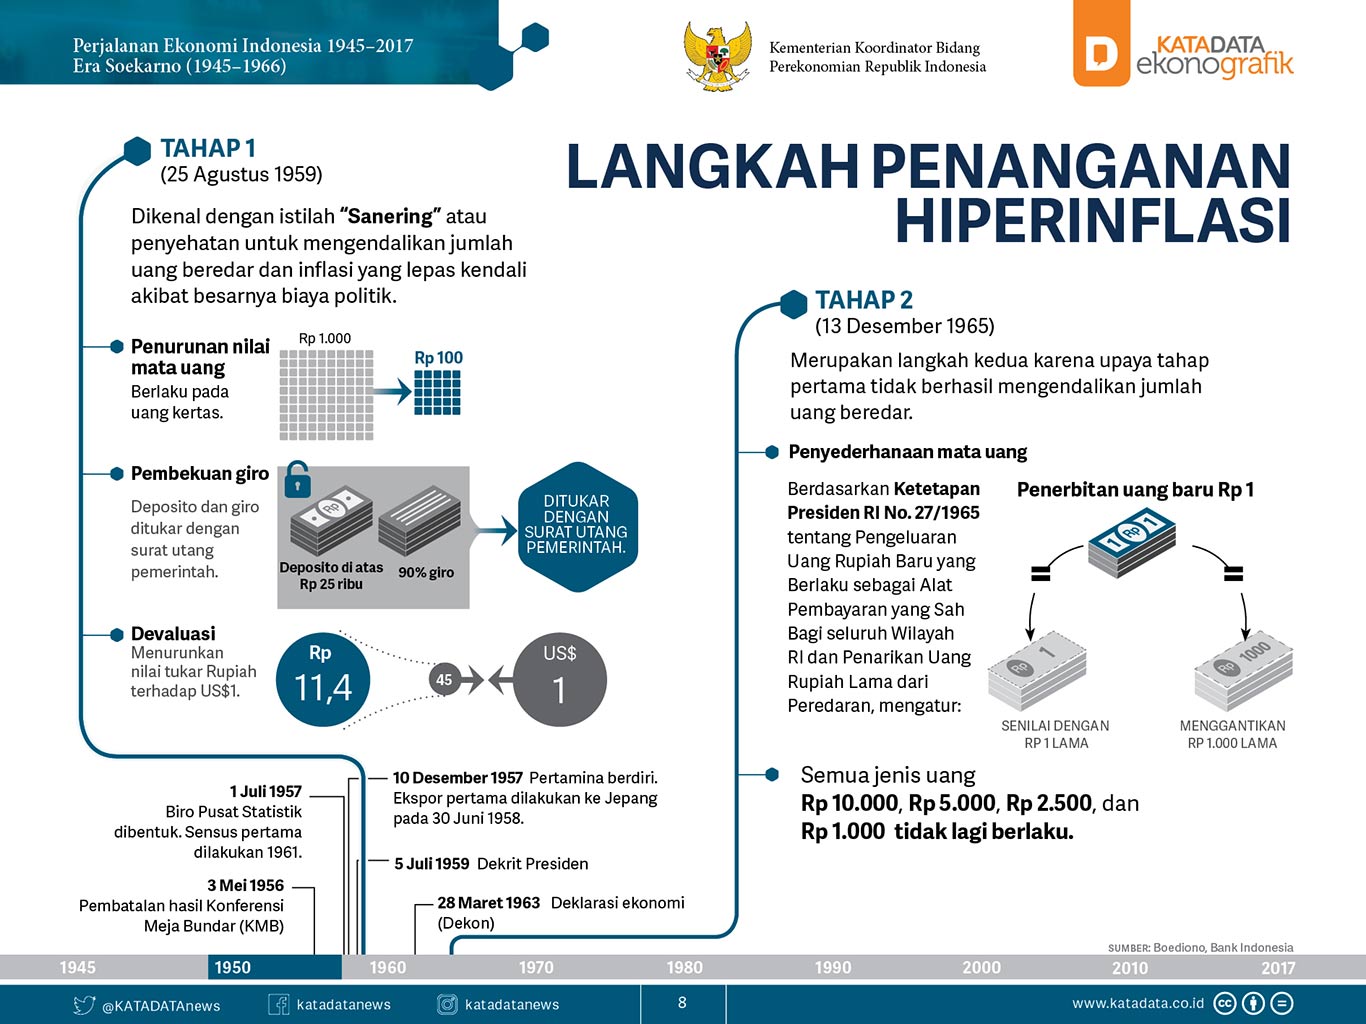 Perjalanan Ekonomi Indonesia 1945–2017
Era Soekarno (1945–1966)
Kementerian Koordinator Bidang
Perekonomian Republik Indonesia
D
KATADATA
ekonografik
LANGKAH PENANGANAN
HIPERINFLASI
TAHAP 1
(25 Agustus 1959)
Dikenal dengan istilah “Sanering” atau
penyehatan untuk mengendalikan jumlah
uang beredar dan inflasi yang lepas kendali
akibat besarnya biaya politik.
Penurunan nilai
mata uang
Berlaku pada
uang kertas.
Rp 1.000
Rp 100
Pembekuan giro
Deposito dan giro
ditukar dengan
surat utang
pemerintah.
Rp
Deposito di atas
Rp 25 ribu
90% giro
DITUKAR
DENGAN
SURAT UTANG
PEMERINTAH.
Devaluasi
Menurunkan
nilai tukar Rupiah
terhadap US$1.
Rp
11,4
45
US$
1
TAHAP 2
(13 Desember 1965)
Merupakan langkah kedua karena upaya tahap
pertama tidak berhasil mengendalikan jumlah
uang beredar.
Penyederhanaan mata uang
Berdasarkan Ketetapan
Presiden RI No. 27/1965
tentang Pengeluaran
Uang Rupiah Baru yang
Berlaku sebagai Alat
Pembayaran yang Sah
Bagi seluruh Wilayah
RI dan Penarikan Uang
Rupiah Lama dari
Peredaran, mengatur:
Penerbitan uang baru Rp 1
1 Rp 1
=
=
Rp 1
Rp 1000
SENILAI DENGAN
RP 1 LAMA
MENGGANTIKAN
RP 1.000 LAMA
Semua jenis uang
Rp 10.000, Rp 5.000, Rp 2.500, dan
Rp 1.000 tidak lagi berlaku.
1 Juli 1957
Biro Pusat Statistik
dibentuk. Sensus pertama
dilakukan 1961.
3 Mei 1956
Pembatalan hasil Konferensi
Meja Bundar (KMB)
10 Desember 1957 Pertamina berdiri.
Ekspor pertama dilakukan ke Jepang
pada 30 Juni 1958.
5 Juli 1959 Dekrit Presiden
28 Maret 1963 Deklarasi ekonomi
(Dekon)
SUMBER: Boediono, Bank Indonesia
1945 1950 1960 1970 1980 1990 2000 2010 2017
@KATADATAnews
katadatanews
katadatanews
8
www.katadata.co.id
cc